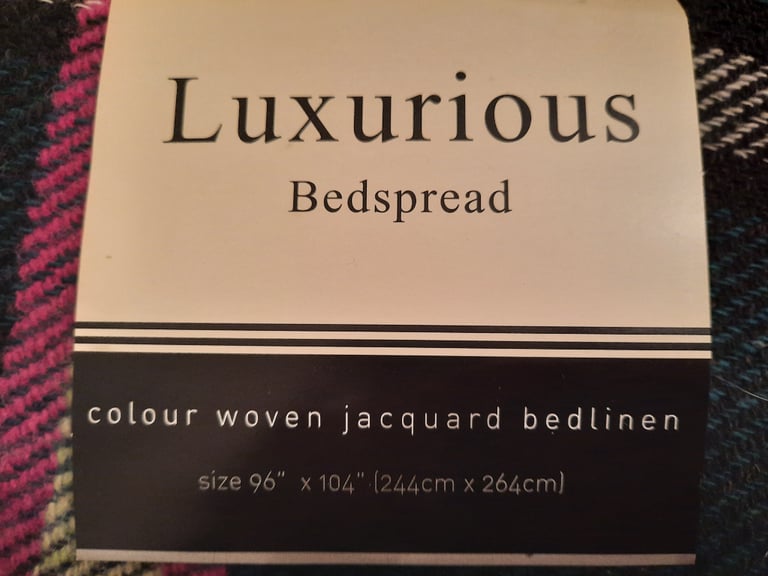 Luxurious
Bedspread
colour woven jacquard bedlinen
size 96" x 104" (244cm x 264cm)